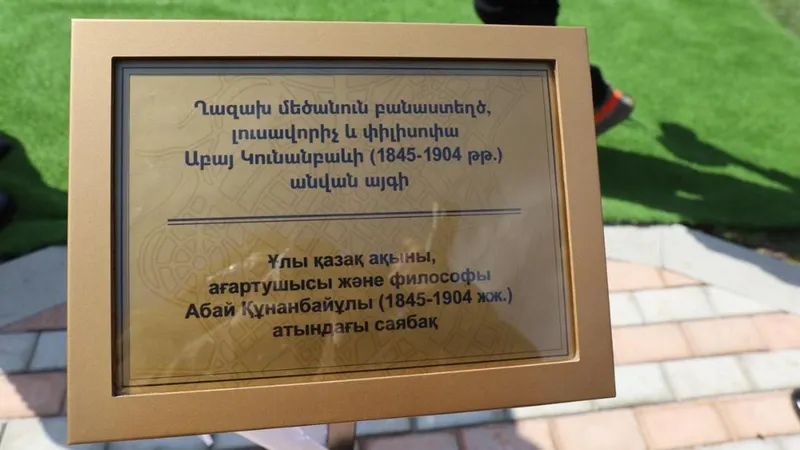 Ղազախ մեծանուն բանաստեղծ,
լուսավորիչ և փիլիսոփա
Աբայ Կունանբաևի (1845-1904 թթ.)
անվան այգի
Ұлы қазақ ақыны,
ағартушысы және философы
Абай Құнанбайұлы (1845-1904 жж.)
атындағы саябақ